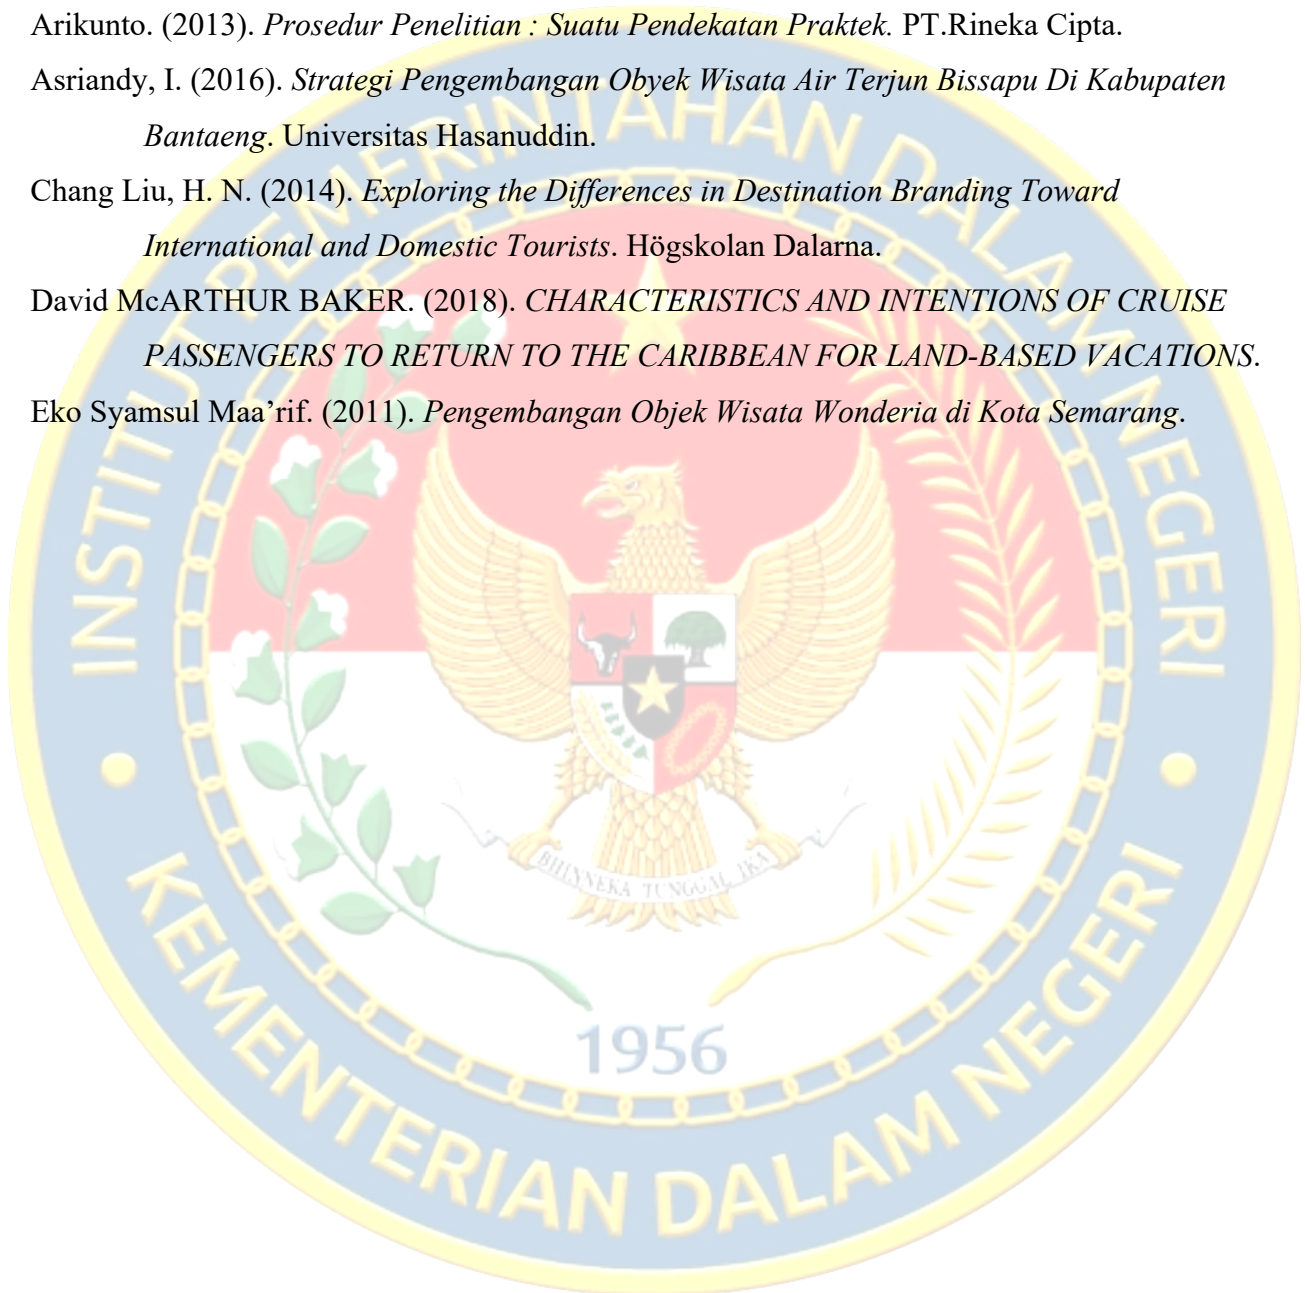 Arikunto. (2013). Prosedur Penelitian : Suatu Pendekatan Praktek. PT.Rineka Cipta.
Asriandy, I. (2016). Strategi Pengembangan Obyek Wisata Air Terjun Bissapu Di Kabupaten
Bantaeng. Universitas Hasanuddin.
Chang Liu, H. N. (2014). Exploring the Differences in Destination Branding Toward
International and Domestic Tourists. Högskolan Dalarna.
David McARTHUR BAKER. (2018). CHARACTERISTICS AND INTENTIONS OF CRUISE
PASSENGERS TO RETURN TO THE CARIBBEAN FOR LAND-BASED VACATIONS.
Eko Syamsul Maa’rif. (2011). Pengembangan Objek Wisata Wonderia di Kota Semarang.
INSTITUT PEMERINTAHAN DALAM NEGERI
BHINNEKA TUNGGAL IKA
1956
KEMENTERIAN DALAM NEGERI